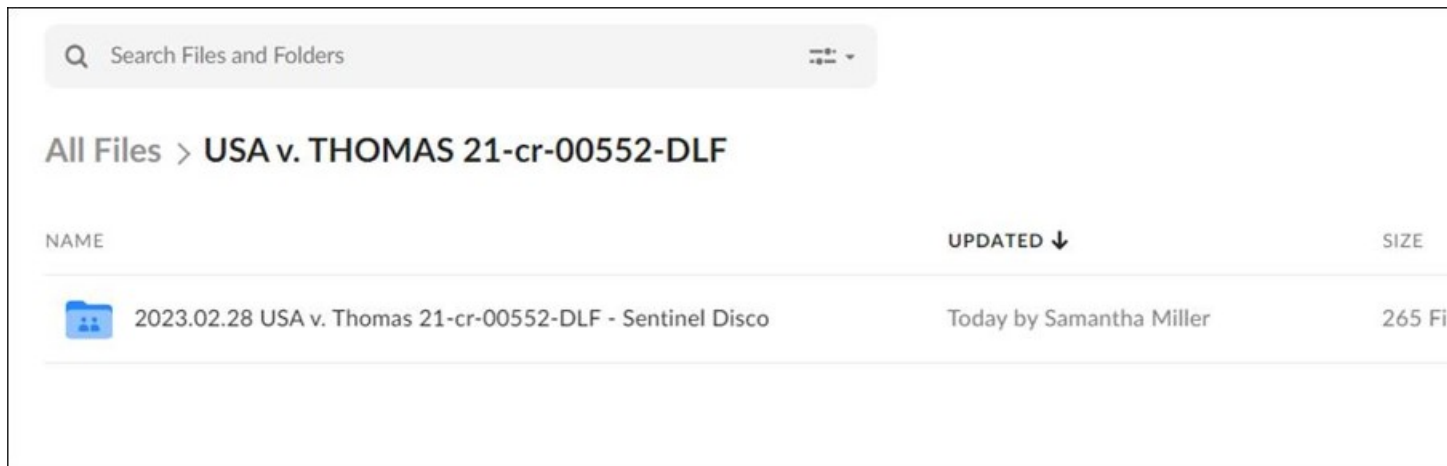 Search Files and Folders
All Files > USA v. THOMAS 21-cr-00552-DLF
NAME UPDATED ↓ SIZE
2023.02.28 USA v. Thomas 21-cr-00552-DLF - Sentinel Disco Today by Samantha Miller 265 Fi